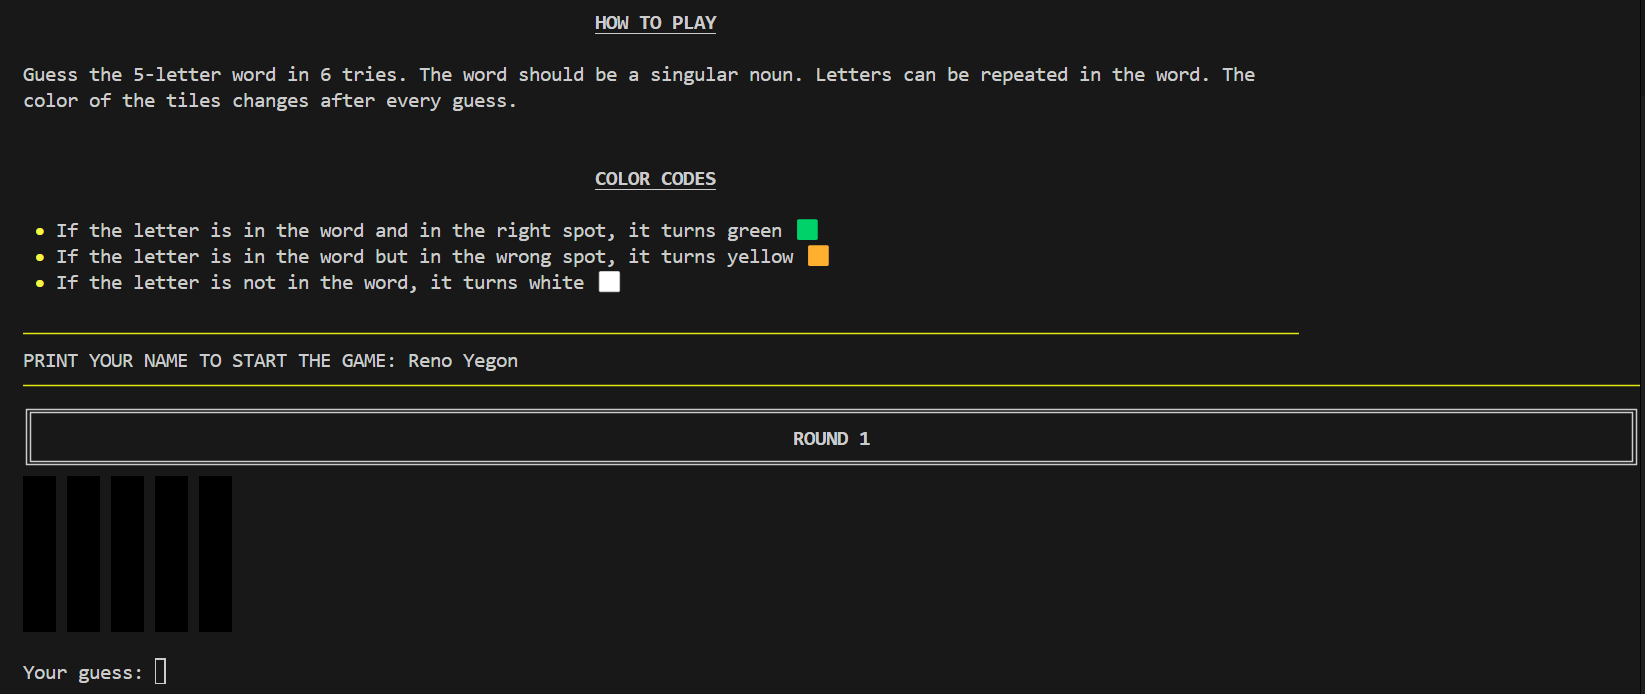 HOW TO PLAY
Guess the 5-letter word in 6 tries. The word should be a singular noun. Letters can be repeated in the word. The
color of the tiles changes after every guess.
COLOR CODES
• If the letter is in the word and in the right spot, it turns green
• If the letter is in the word but in the wrong spot, it turns yellow
• If the letter is not in the word, it turns white
PRINT YOUR NAME TO START THE GAME: Reno Yegon
ROUND 1
Your guess: